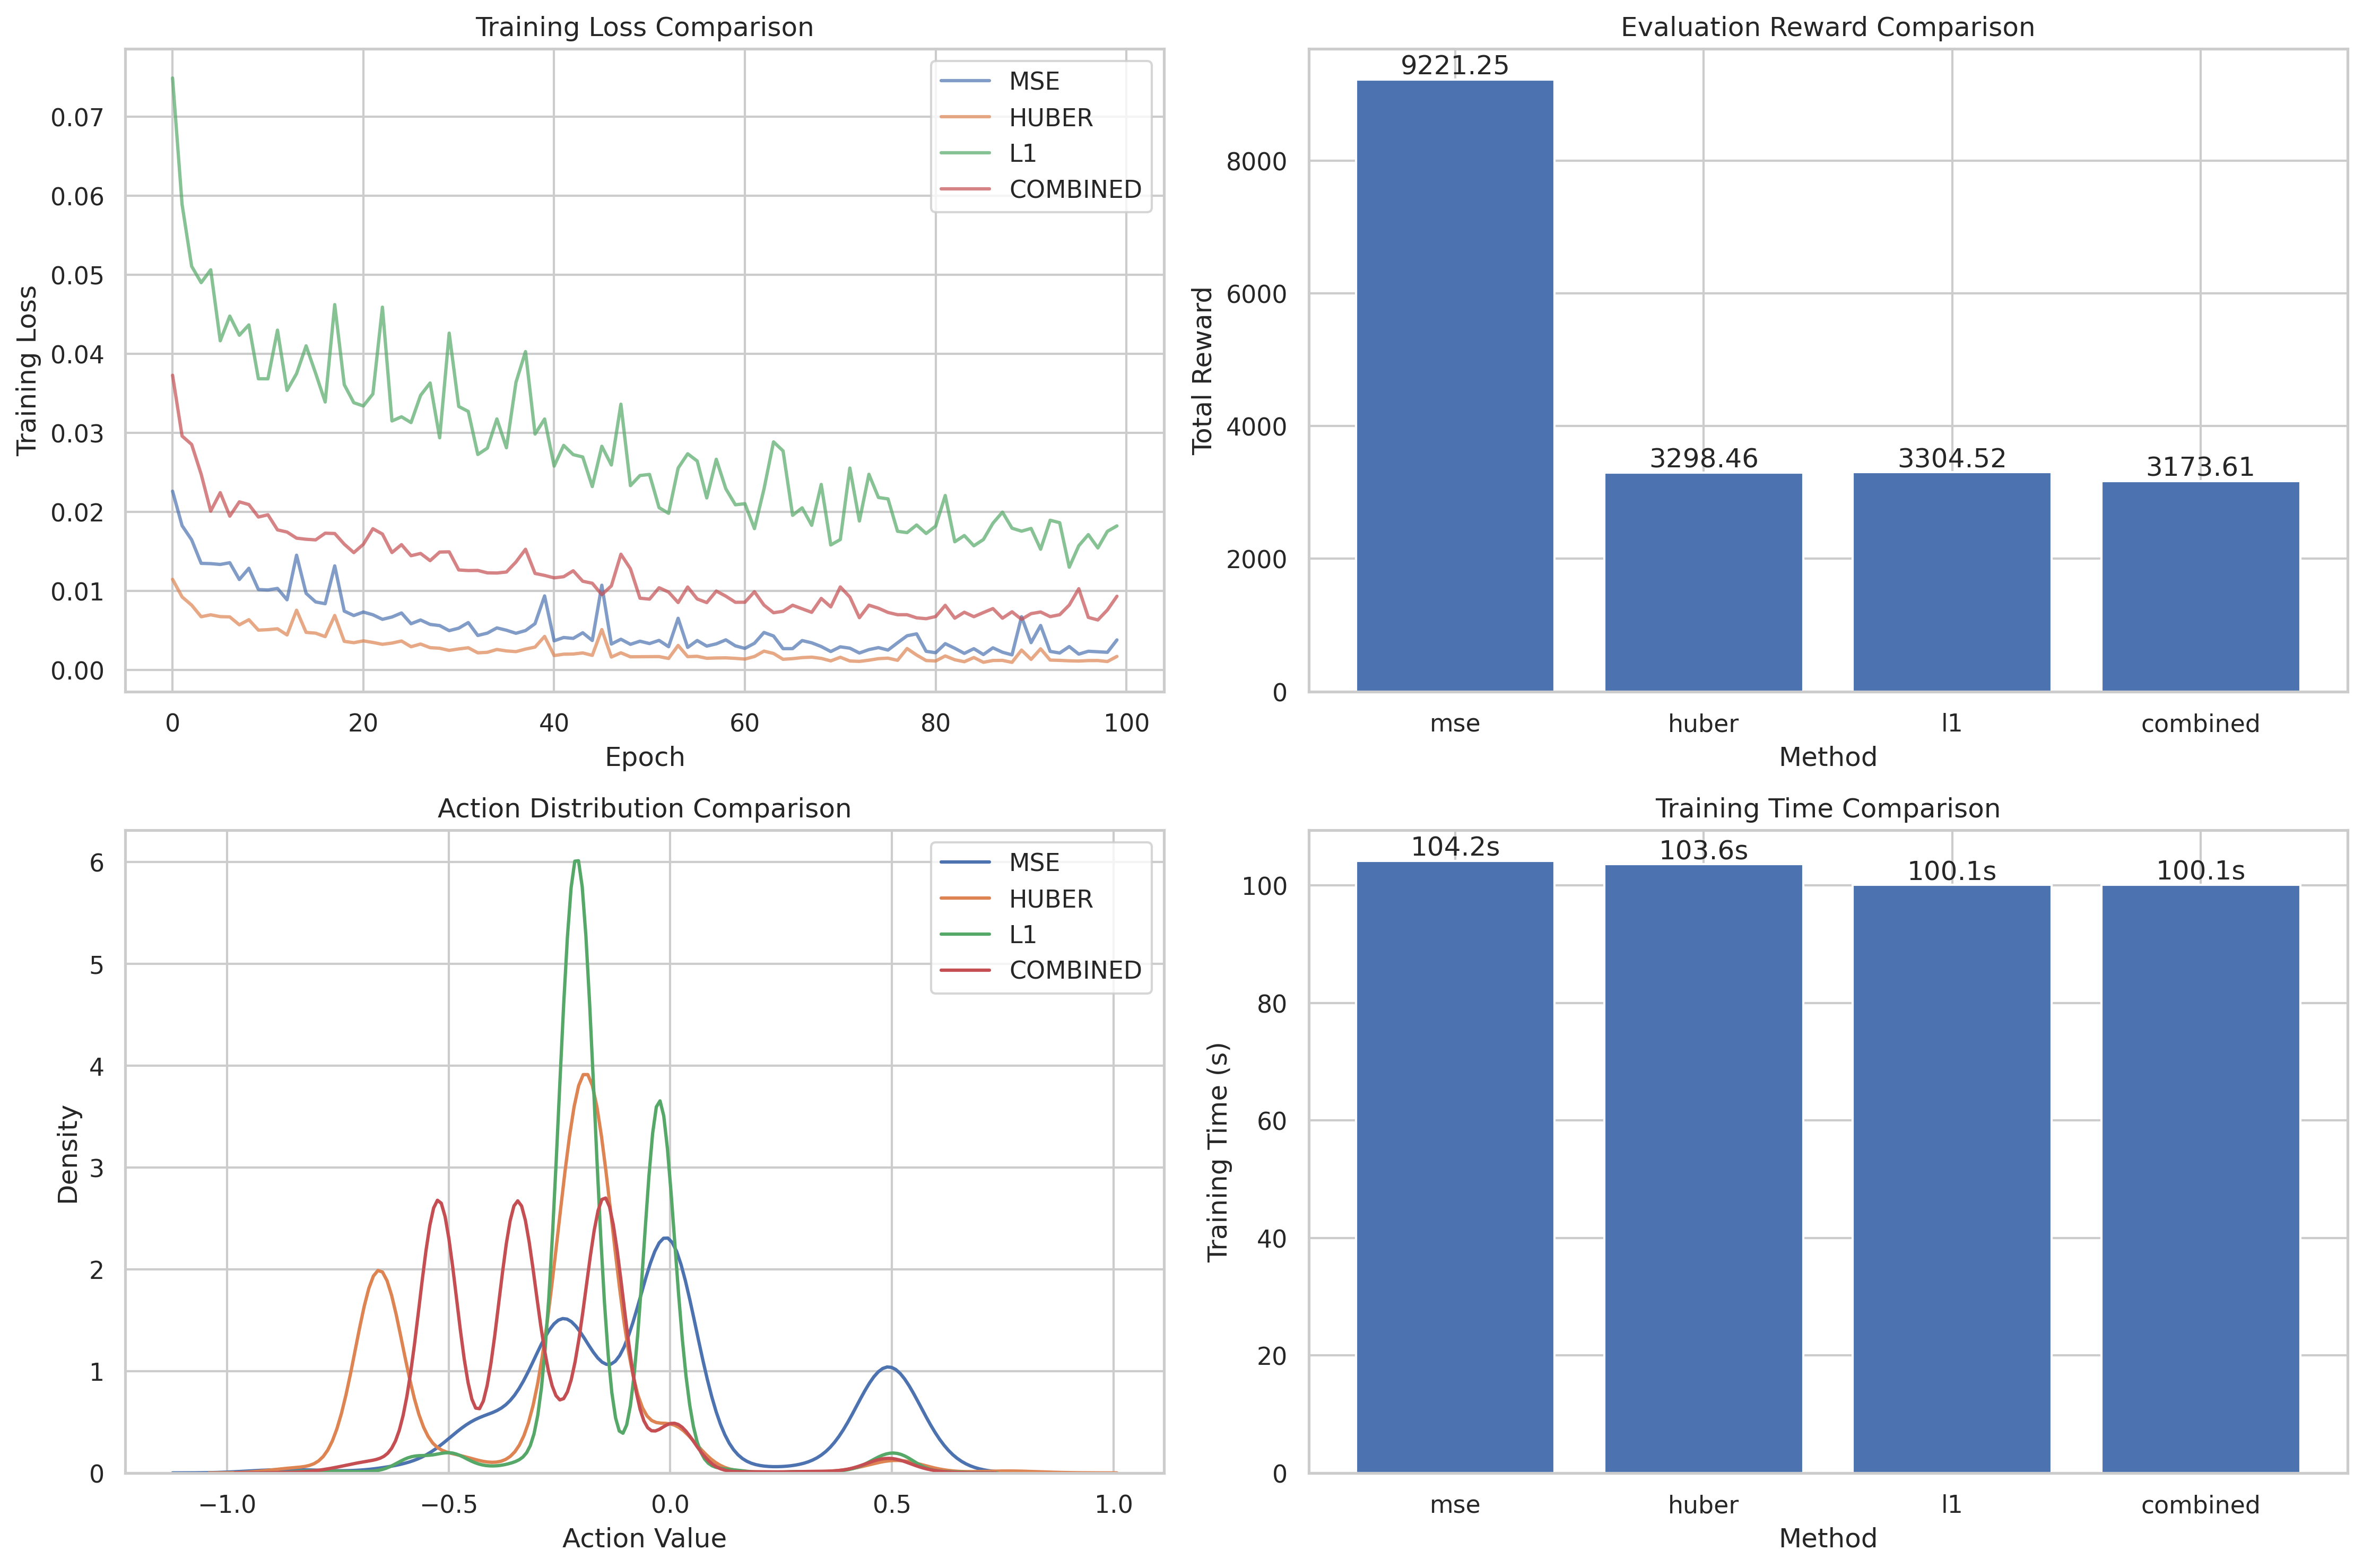 Training Loss Comparison
Training Loss
0.07
0.06
0.05
0.04
0.03
0.02
0.01
0.00
MSE
HUBER
L1
COMBINED
0 20 40 60 80 100
Epoch
Evaluation Reward Comparison
Total Reward
8000
6000
4000
2000
0
9221.25
3298.46
3304.52
3173.61
mse huber l1 combined
Method
Action Distribution Comparison
Density
6
5
4
3
2
1
0
MSE
HUBER
L1
COMBINED
−1.0 −0.5 0.0 0.5 1.0
Action Value
Training Time Comparison
Training Time (s)
100
80
60
40
20
0
104.2s
103.6s
100.1s
100.1s
mse huber l1 combined
Method